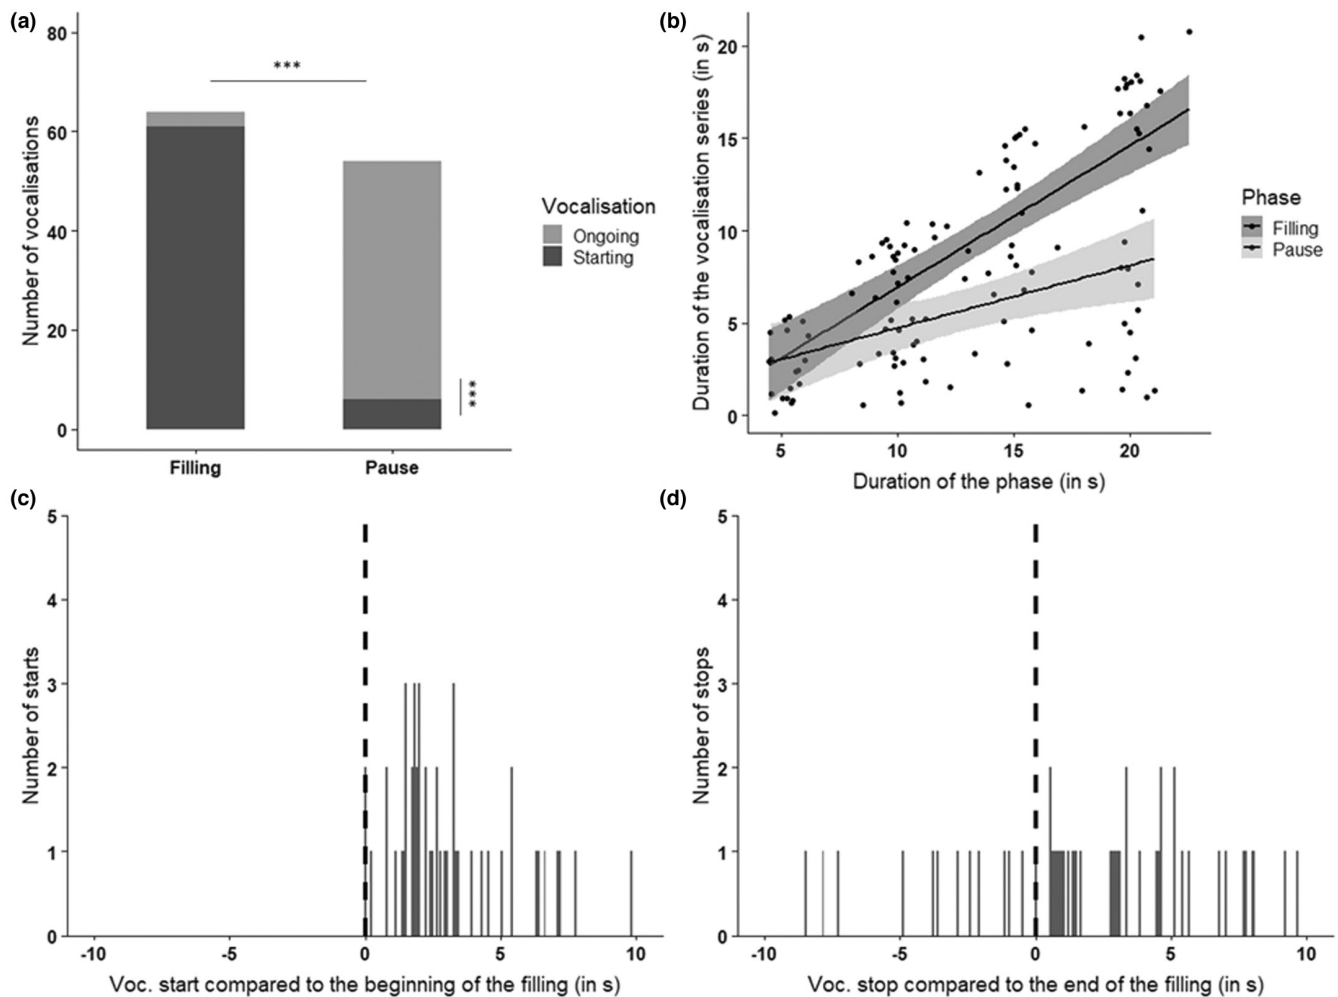 (a)
80
60
40
20
0
Number of vocalisations
***
***
Filling
Pause
Vocalisation
Ongoing
Starting
(b)
20
15
10
5
0
Duration of the vocalisation series (in s)
5
10
15
20
Duration of the phase (in s)
Phase
Filling
Pause
(c)
5
4
3
2
1
0
Number of starts
-10
-5
0
5
10
Voc. start compared to the beginning of the filling (in s)
(d)
5
4
3
2
1
0
Number of stops
-10
-5
0
5
10
Voc. stop compared to the end of the filling (in s)